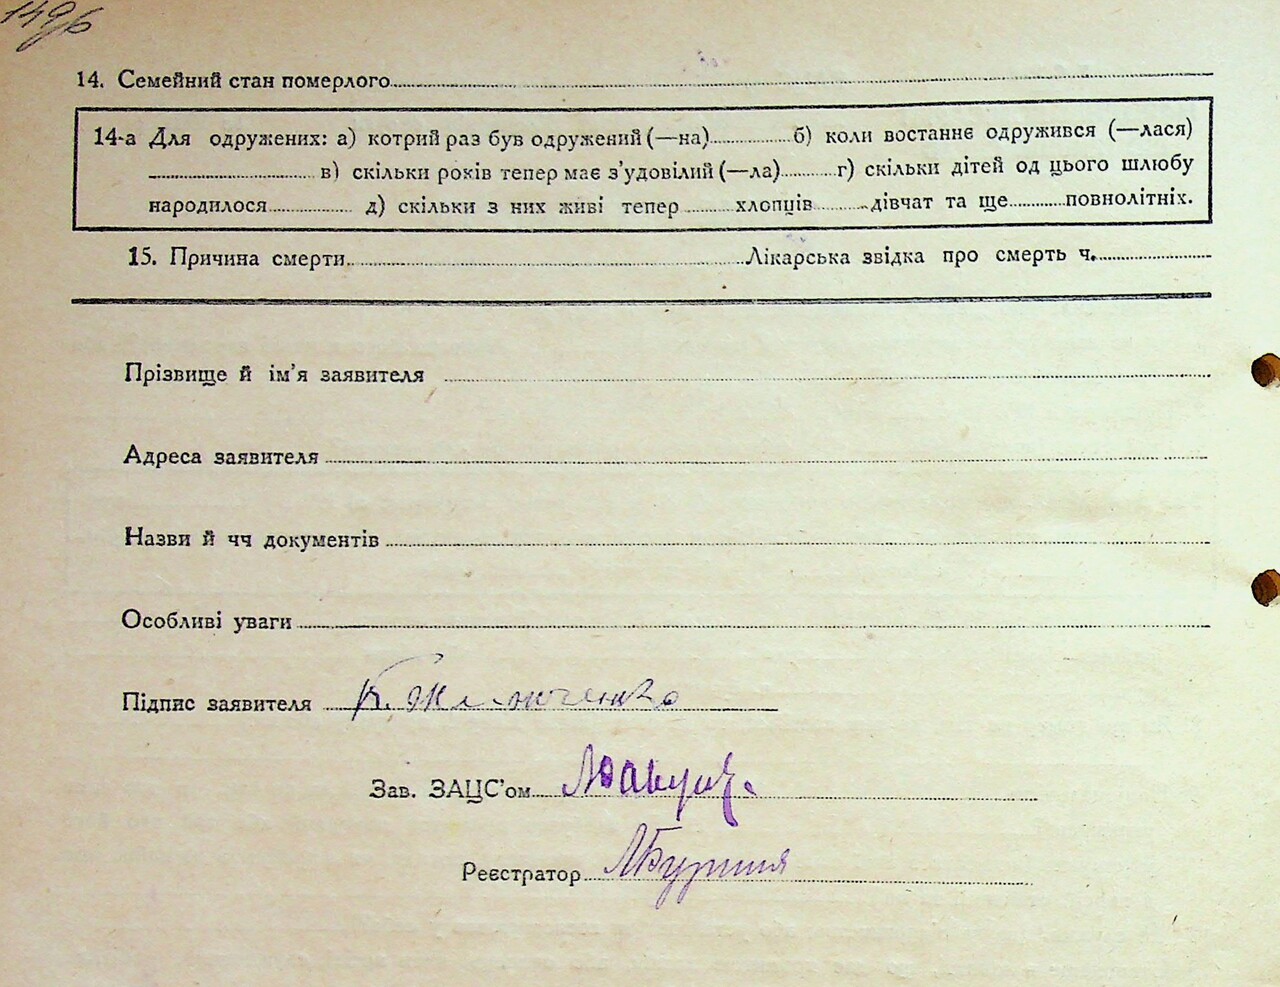 149б
14. Семейний стан померлого
14-а Для одружених: а) котрий раз був одружений (—на) б) коли востаннє одружився (—лася)
в) скільки років тепер має з'удовілий (—ла) г) скільки дітей од цього шлюбу
народилося д) скільки з них живі тепер хлопців дівчат та ще повнолітніх.
15. Причина смерти Лікарська звідка про смерть ч.
Прізвище й ім'я заявителя
Адреса заявителя
Назви й чч документів
Особливі уваги
Підпис заявителя К.
Зав. ЗАЦС'ом
Реєстратор